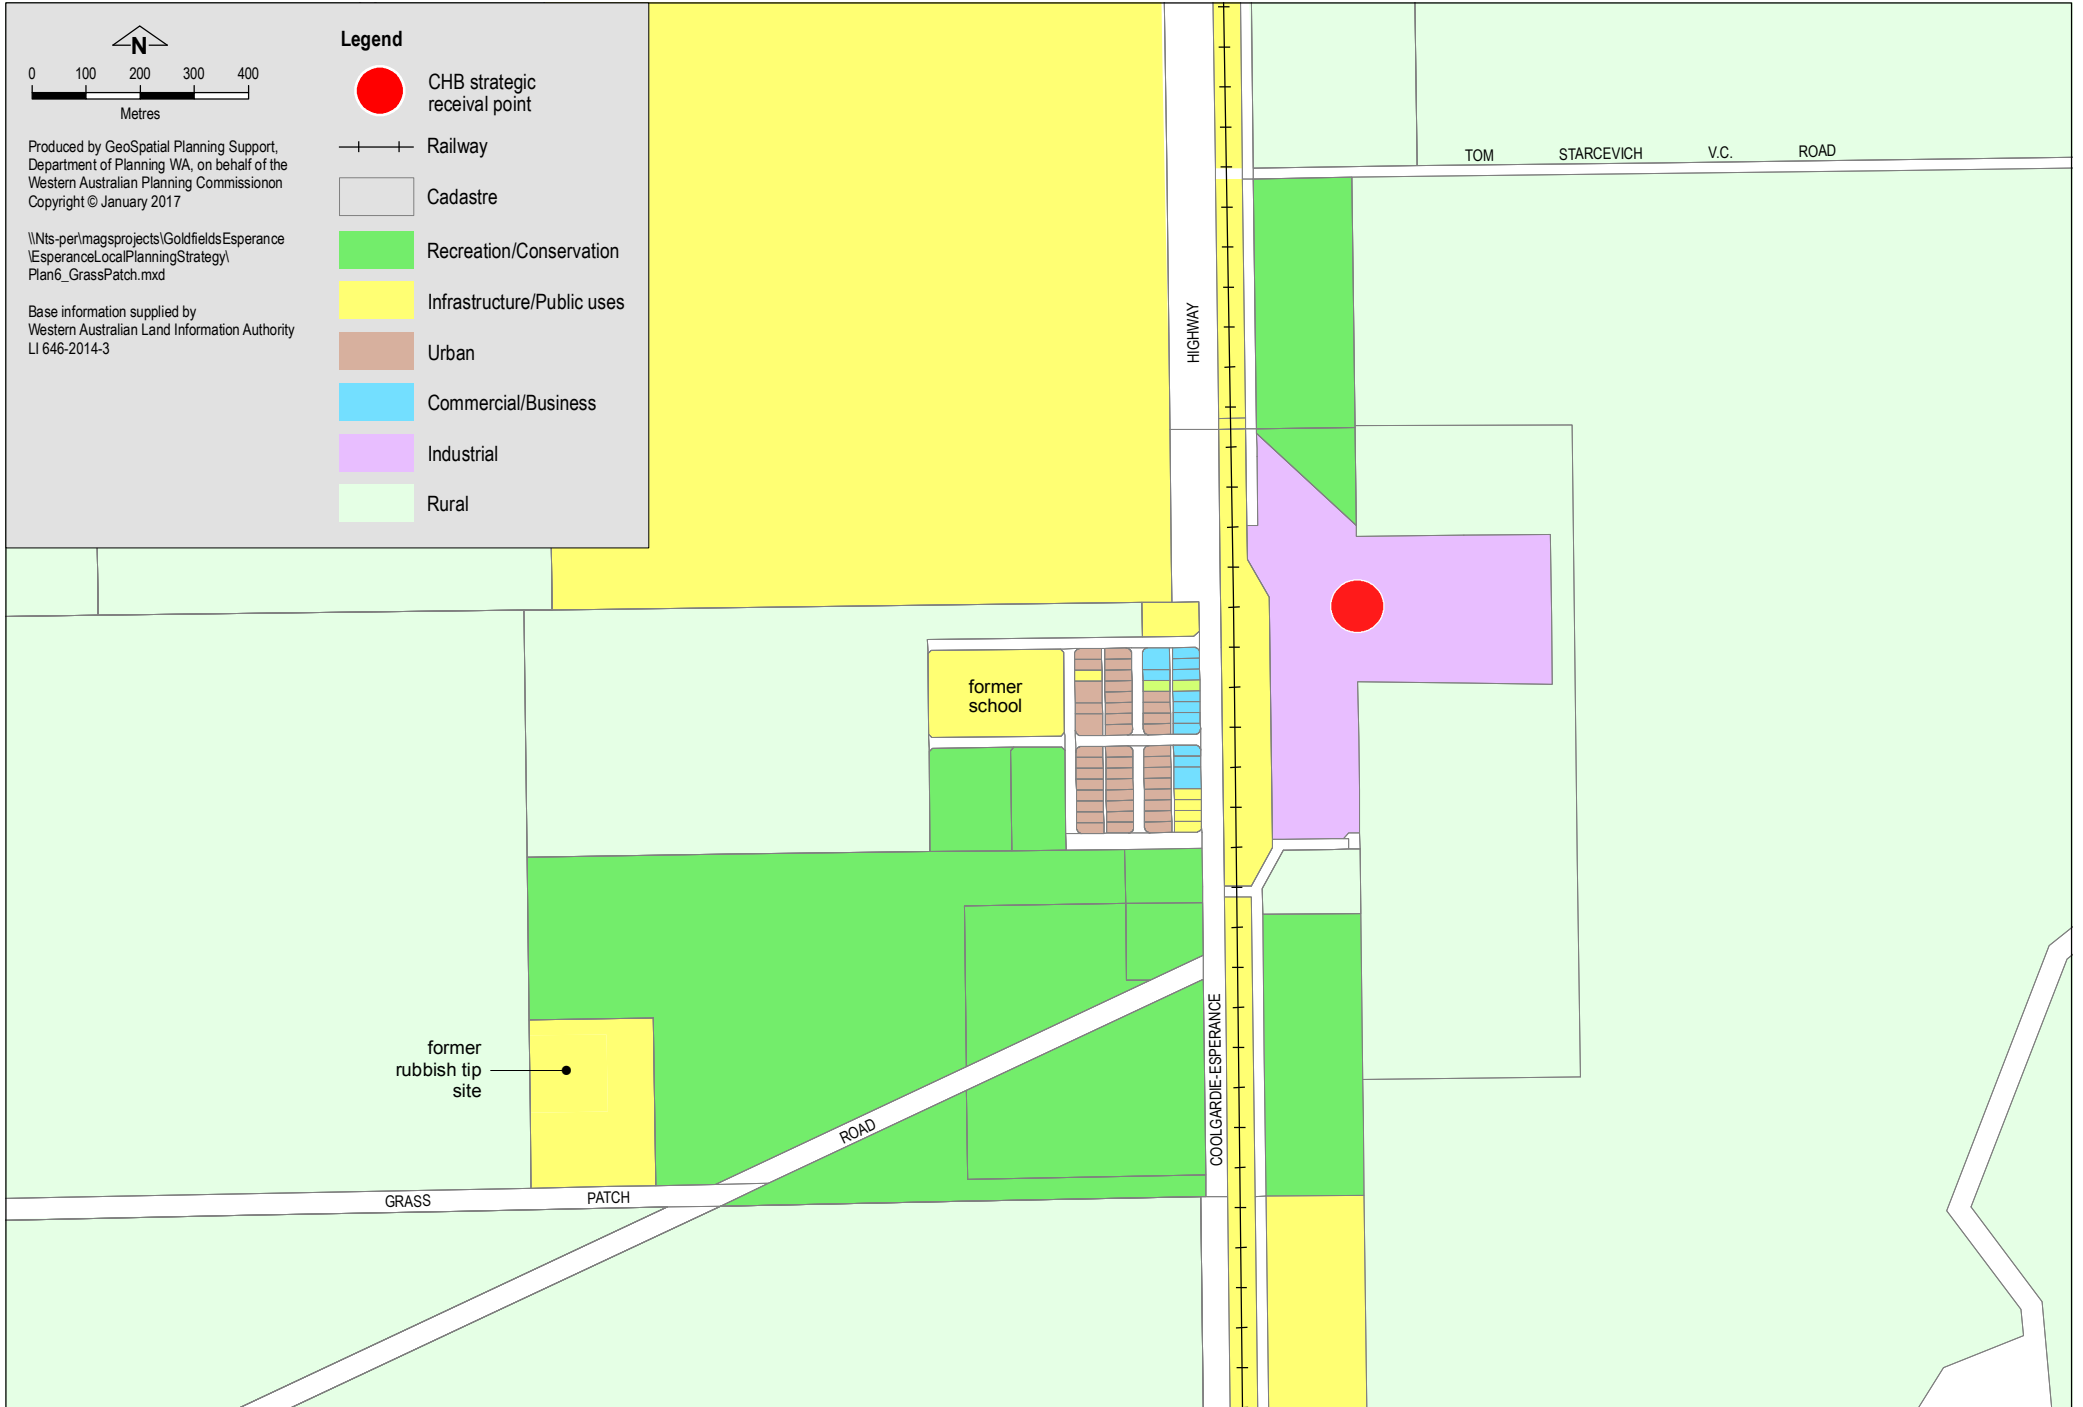 N
0 100 200 300 400
Metres
Produced by GeoSpatial Planning Support,
Department of Planning WA, on behalf of the
Western Australian Planning Commissionon
Copyright © January 2017
\\Nts-per\magsprojects\GoldfieldsEsperance
\EsperanceLocalPlanningStrategy\
Plan6_GrassPatch.mxd
Base information supplied by
Western Australian Land Information Authority
LI 646-2014-3
Legend
CHB strategic
receival point
Railway
Cadastre
Recreation/Conservation
Infrastructure/Public uses
Urban
Commercial/Business
Industrial
Rural
TOM STARCEVICH V.C. ROAD
HIGHWAY
former
school
COOLGARDIE-ESPERANCE
former
rubbish tip
site
ROAD
GRASS PATCH